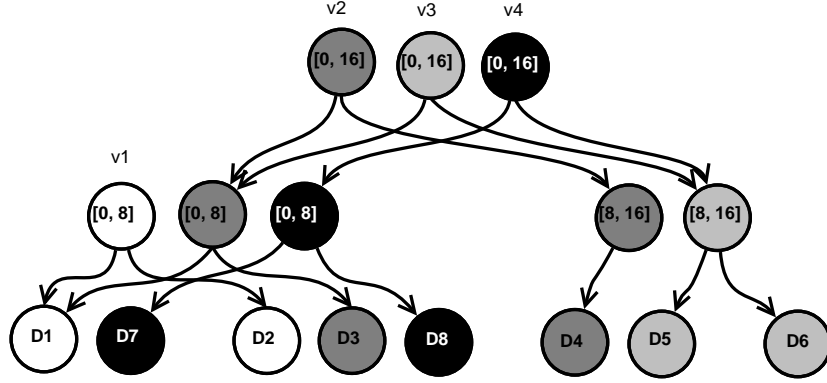 v2 v3 v4
[0, 16] [0, 16] [0, 16]
v1
[0, 8] [0, 8] [0, 8] [8, 16] [8, 16]
D1 D7 D2 D3 D8 D4 D5 D6